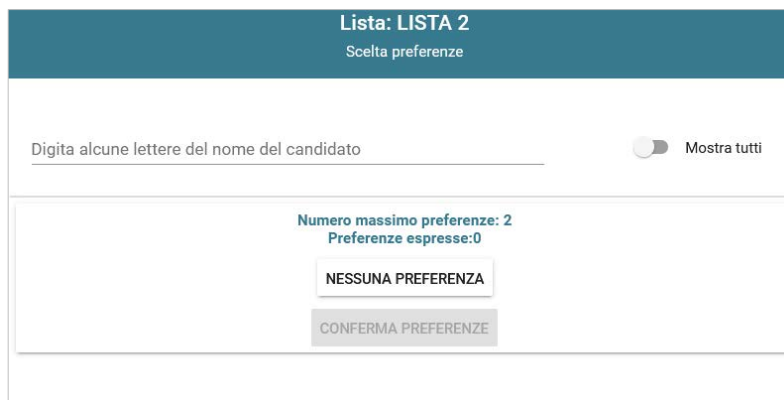 Lista: LISTA 2
Scelta preferenze
Digita alcune lettere del nome del candidato
Mostra tutti
Numero massimo preferenze: 2
Preferenze espresse:0
NESSUNA PREFERENZA
CONFERMA PREFERENZE